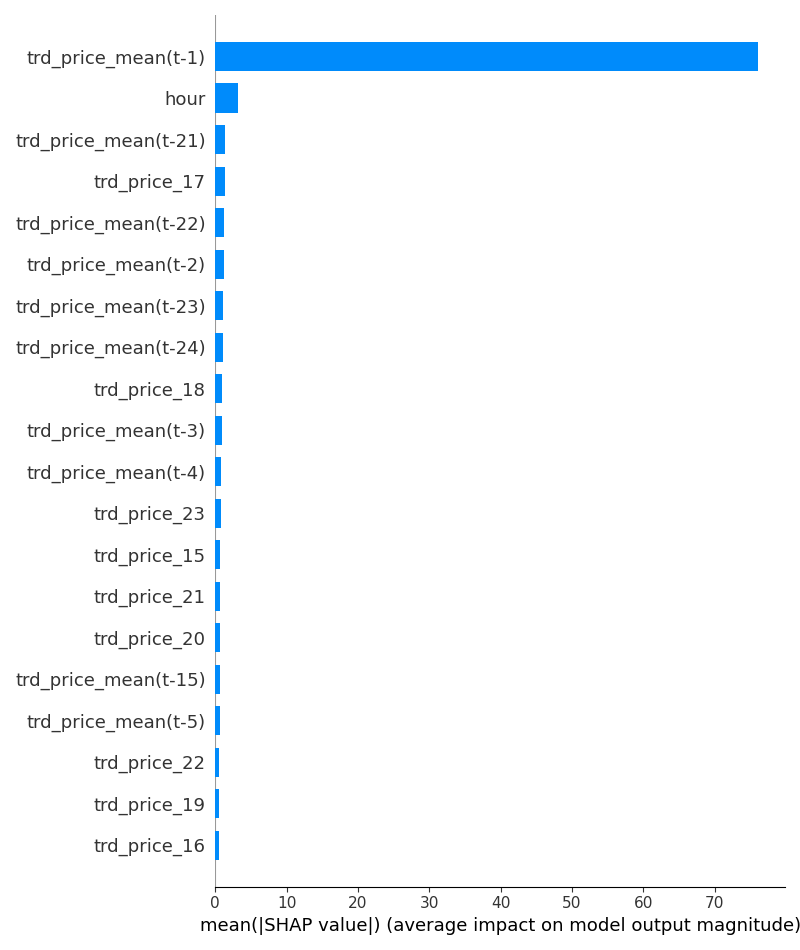 trd_price_mean(t-1)
hour
trd_price_mean(t-21)
trd_price_17
trd_price_mean(t-22)
trd_price_mean(t-2)
trd_price_mean(t-23)
trd_price_mean(t-24)
trd_price_18
trd_price_mean(t-3)
trd_price_mean(t-4)
trd_price_23
trd_price_15
trd_price_21
trd_price_20
trd_price_mean(t-15)
trd_price_mean(t-5)
trd_price_22
trd_price_19
trd_price_16
0 10 20 30 40 50 60 70
mean(|SHAP value|) (average impact on model output magnitude)